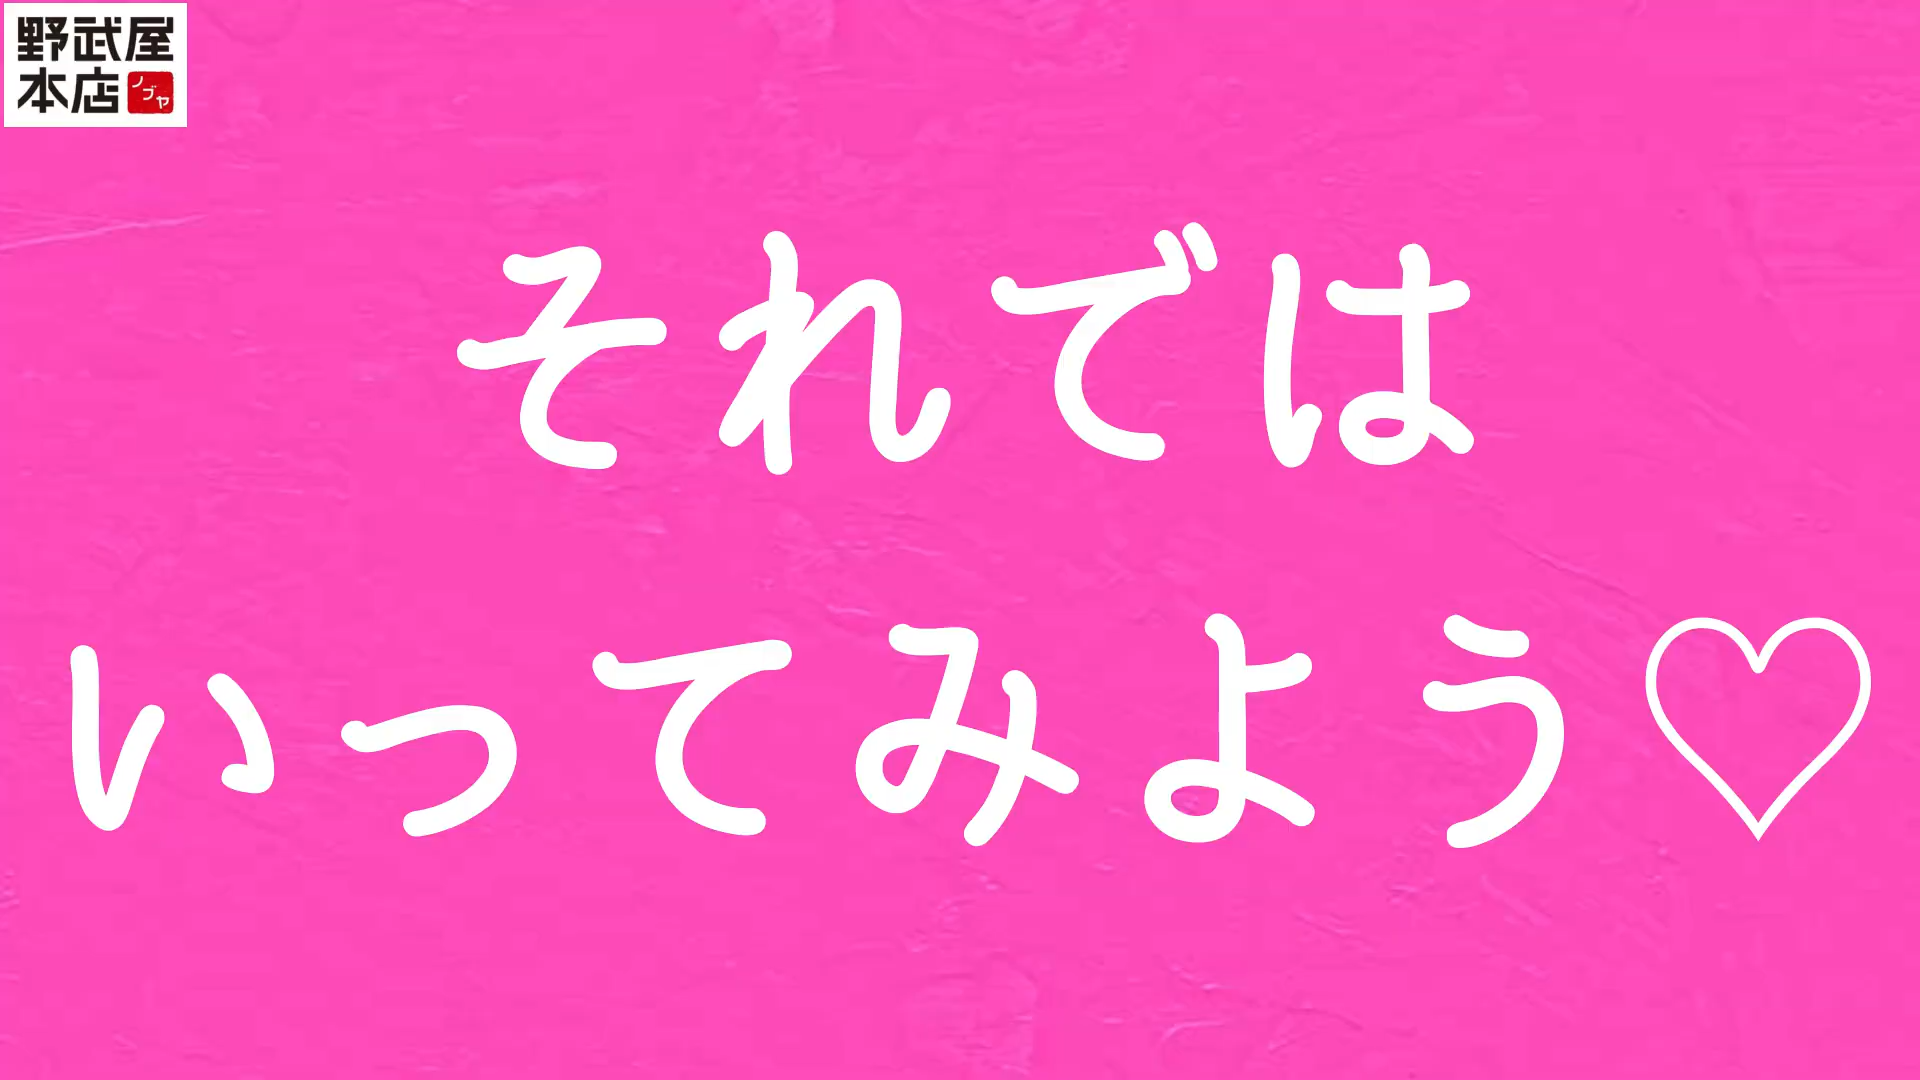 野武屋
本店
ノブヤ
それでは
いってみよう♡